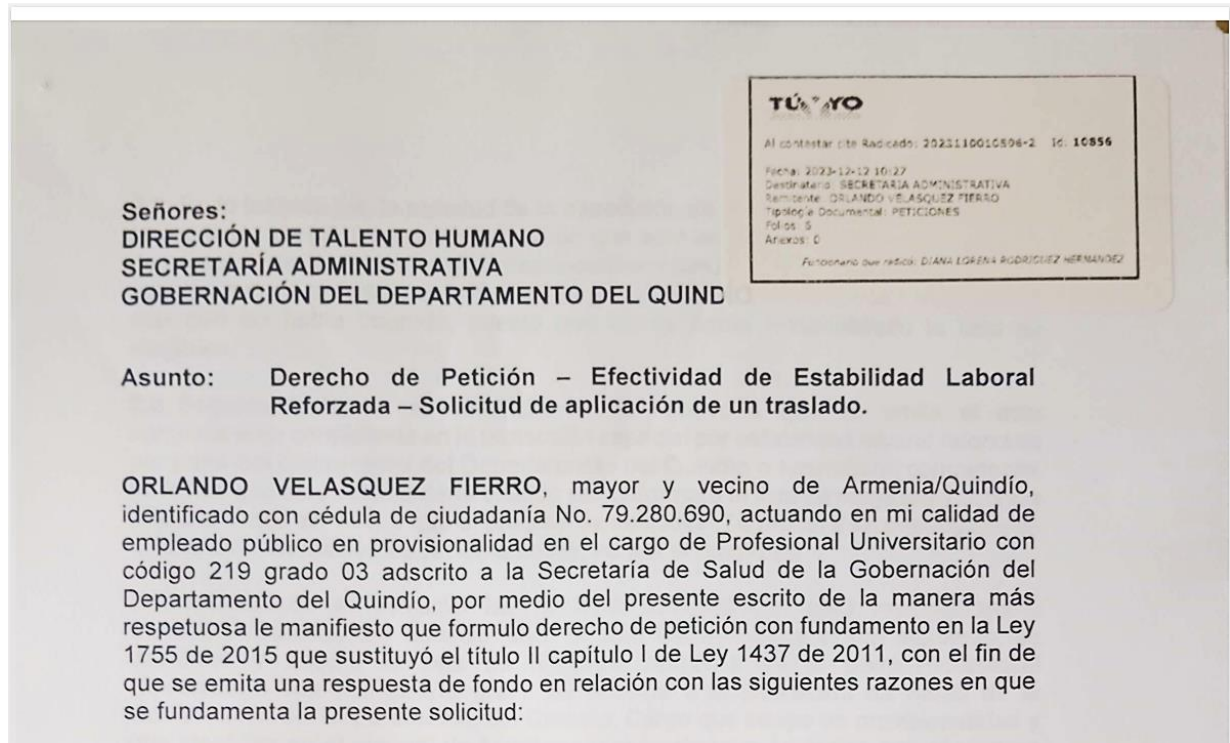 TÚ YO
Al contestar cite Radicado: 2023110010596-2 Id: 10856
Fecha: 2023-12-12 10:27
Destinatario: SECRETARIA ADMINISTRATIVA
Remitente: ORLANDO VELASQUEZ FIERRO
Tipología Documental: PETICIONES
Folios: 5
Anexos: 0
Funcionario que radicó: DIANA LORENA RODRIGUEZ HERNANDEZ
Señores:
DIRECCIÓN DE TALENTO HUMANO
SECRETARÍA ADMINISTRATIVA
GOBERNACIÓN DEL DEPARTAMENTO DEL QUIND
Asunto: Derecho de Petición – Efectividad de Estabilidad Laboral
Reforzada – Solicitud de aplicación de un traslado.
ORLANDO VELASQUEZ FIERRO, mayor y vecino de Armenia/Quindío,
identificado con cédula de ciudadanía No. 79.280.690, actuando en mi calidad de
empleado público en provisionalidad en el cargo de Profesional Universitario con
código 219 grado 03 adscrito a la Secretaría de Salud de la Gobernación del
Departamento del Quindío, por medio del presente escrito de la manera más
respetuosa le manifiesto que formulo derecho de petición con fundamento en la Ley
1755 de 2015 que sustituyó el título II capítulo I de Ley 1437 de 2011, con el fin de
que se emita una respuesta de fondo en relación con las siguientes razones en que
se fundamenta la presente solicitud: